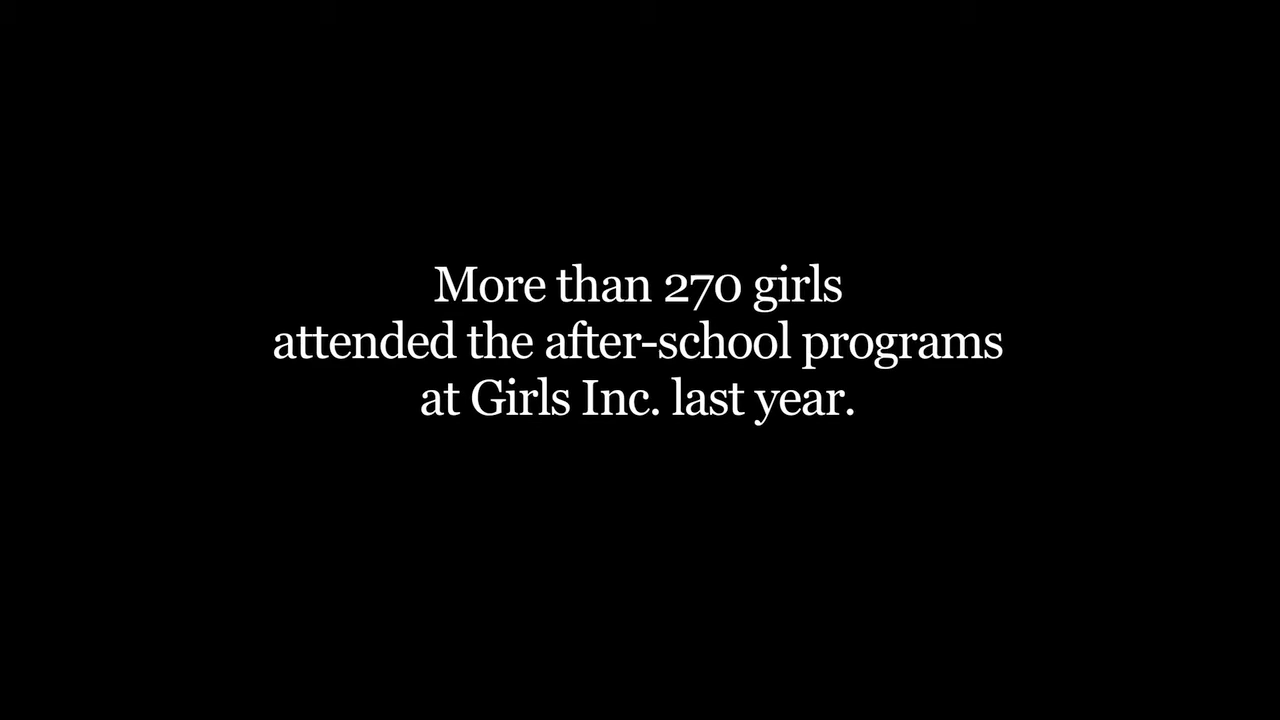 More than 270 girls
attended the after-school programs
at Girls Inc. last year.